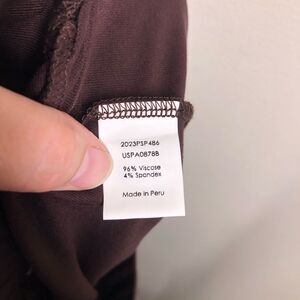 2023PSP486
USPA0878B
96% Viscose
4% Spandex
Made In Peru